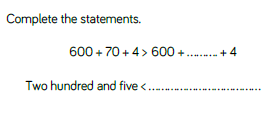 Complete the statements.
600 + 70 + 4 > 600 + .......... + 4
Two hundred and five < ....................................